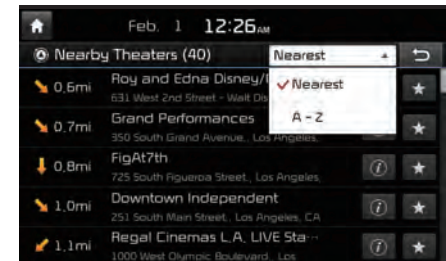 Feb. 1 12:26AM
Nearby Theaters (40) Nearest
Nearest
A - Z
0.6mi Roy and Edna Disney/
631 West 2nd Street - Walt Dis
0.7mi Grand Performances
350 South Grand Avenue., Los Angeles,
0.8mi FigAt7th
725 South Figueroa Street., Los Angeles,
1.0mi Downtown Independent
251 South Main Street., Los Angeles, CA
1.1mi Regal Cinemas L.A. LIVE Sta...
1000 West Olympic Boulevard., Los